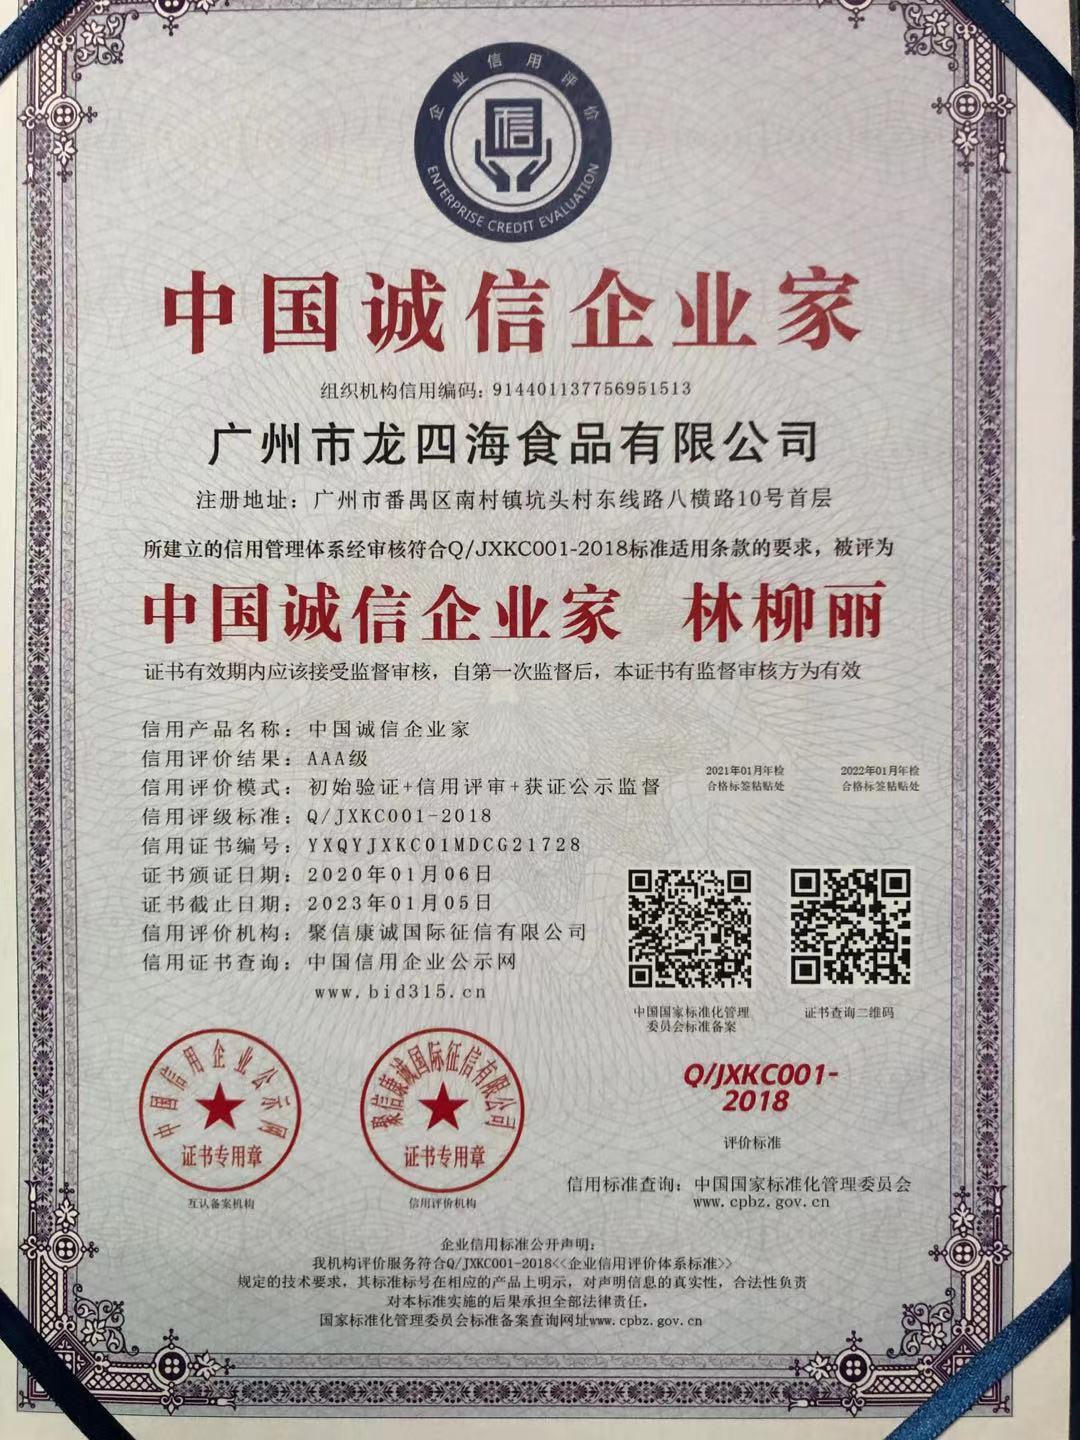 企业信用评价
信
ENTERPRISE CREDIT EVALUATION
中国诚信企业家
组织机构信用编码：914401137756951513
广州市龙四海食品有限公司
注册地址：广州市番禺区南村镇坑头村东线路八横路10号首层
所建立的信用管理体系经审核符合Q/JXKC001-2018标准适用条款的要求，被评为
中国诚信企业家 林柳丽
证书有效期内应该接受监督审核，自第一次监督后，本证书有监督审核方为有效
信用产品名称：中国诚信企业家
信用评价结果：AAA级
信用评价模式：初始验证+信用评审+获证公示监督
信用评级标准：Q/JXKC001-2018
信用证书编号：YXQYJXKC01MDCG21728
证书颁证日期：2020年01月06日
证书截止日期：2023年01月05日
信用评价机构：聚信康诚国际征信有限公司
信用证书查询：中国信用企业公示网
www.bid315.cn
2021年01月年检
合格标签粘贴处
2022年01月年检
合格标签粘贴处
中国国家标准化管理
委员会标准备案
证书查询二维码
中国信用企业公示网
证书专用章
互认备案机构
聚信康诚国际征信有限公司
证书专用章
信用评价机构
Q/JXKC001-
2018
评价标准
信用标准查询：中国国家标准化管理委员会
www.cpbz.gov.cn
企业信用标准公开声明：
我机构评价服务符合Q/JXKC001-2018<<企业信用评价体系标准>>
规定的技术要求，其标准标号在相应的产品上明示，对声明信息的真实性，合法性负责
对本标准实施的后果承担全部法律责任，
国家标准化管理委员会标准备案查询网址www.cpbz.gov.cn